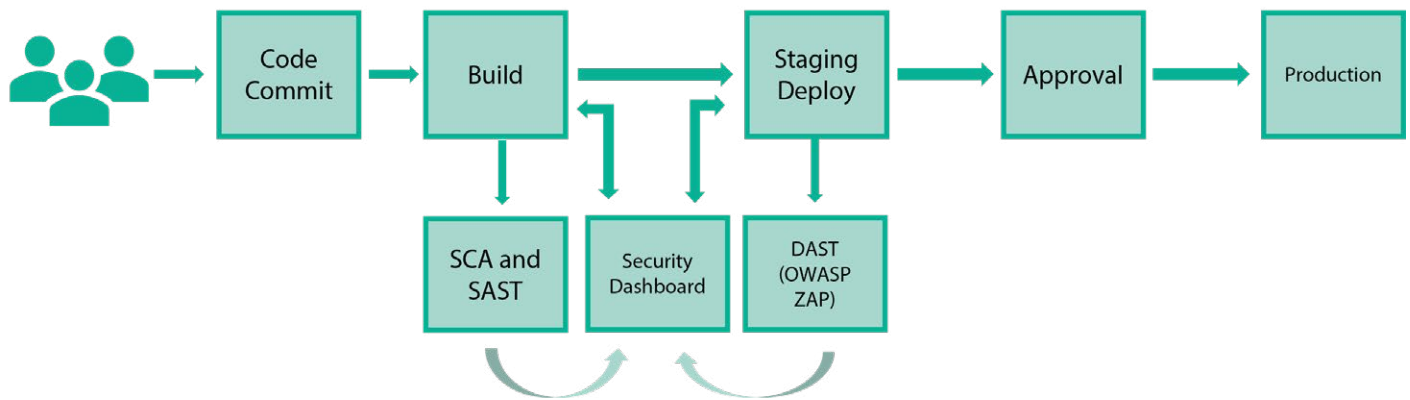 Code
Commit
Build
Staging
Deploy
Approval
Production
SCA and
SAST
Security
Dashboard
DAST
(OWASP
ZAP)